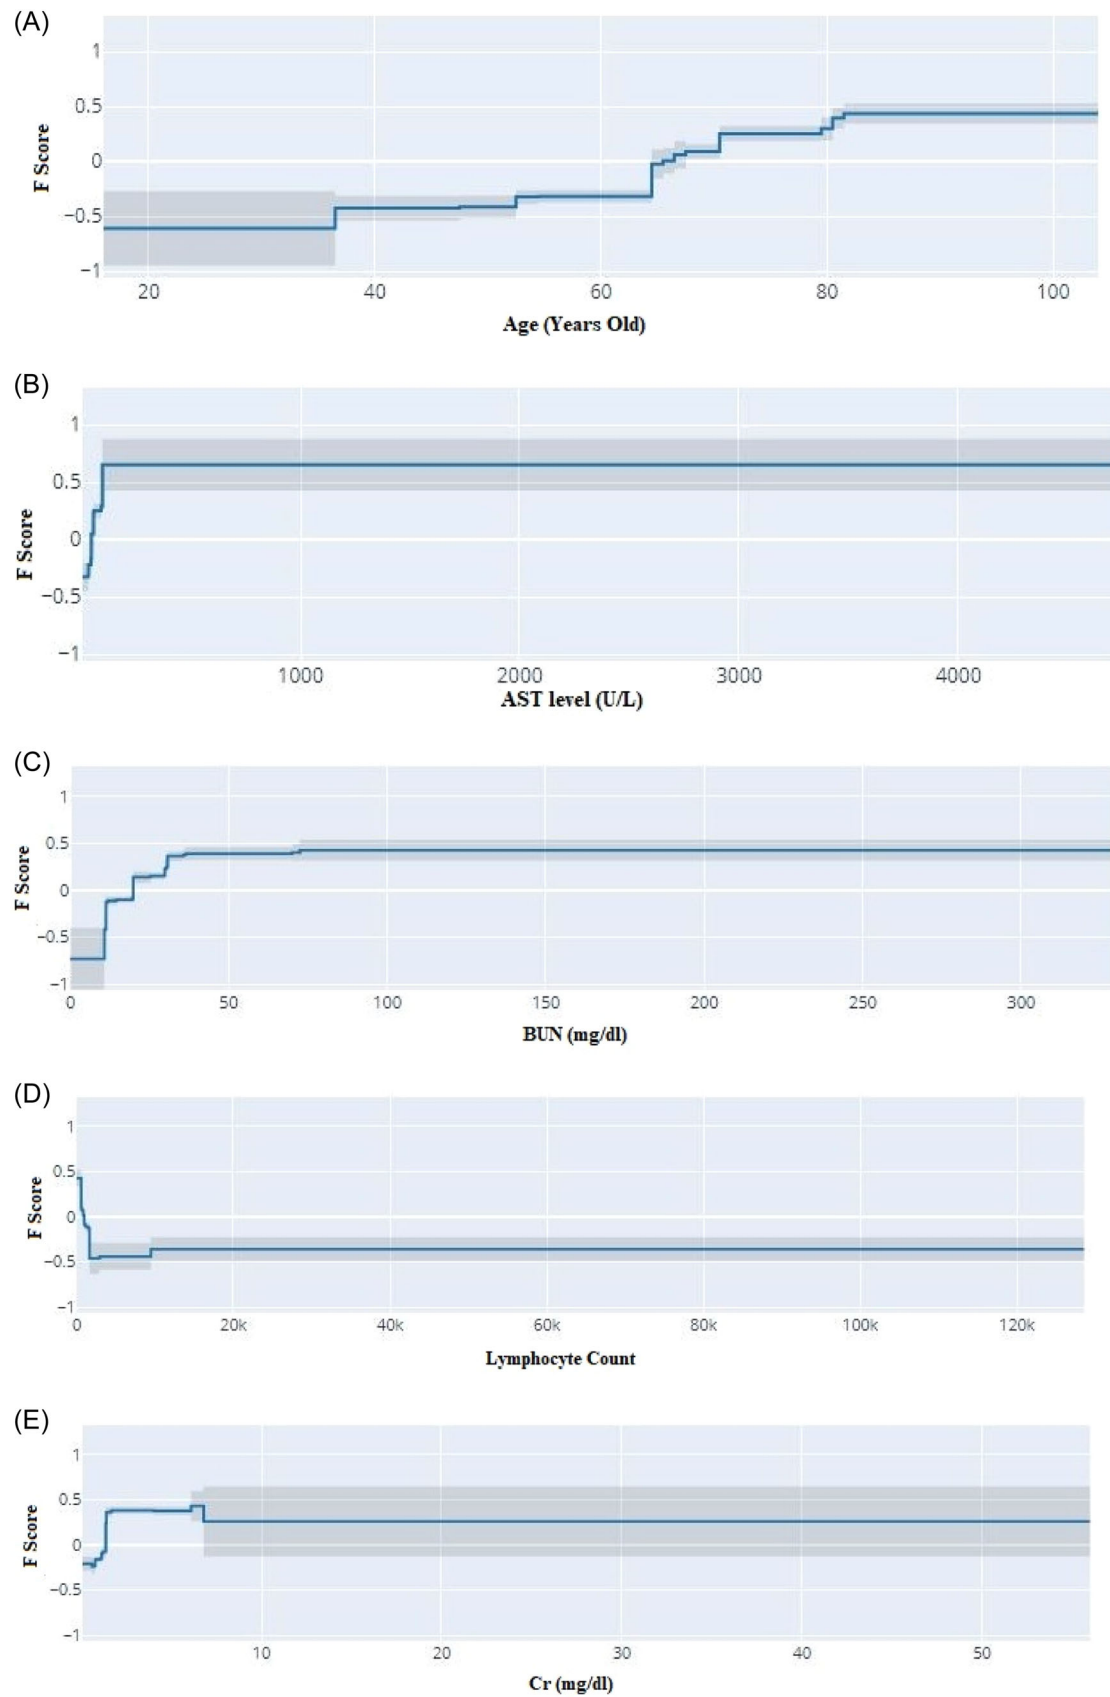 (A)
1
0.5
0
−0.5
−1
F Score
20 40 60 80 100
Age (Years Old)
(B)
1
0.5
0
−0.5
−1
F Score
1000 2000 3000 4000
AST level (U/L)
(C)
1
0.5
0
−0.5
−1
F Score
0 50 100 150 200 250 300
BUN (mg/dl)
(D)
1
0.5
0
−0.5
−1
F Score
0 20k 40k 60k 80k 100k 120k
Lymphocyte Count
(E)
1
0.5
0
−0.5
−1
F Score
10 20 30 40 50
Cr (mg/dl)